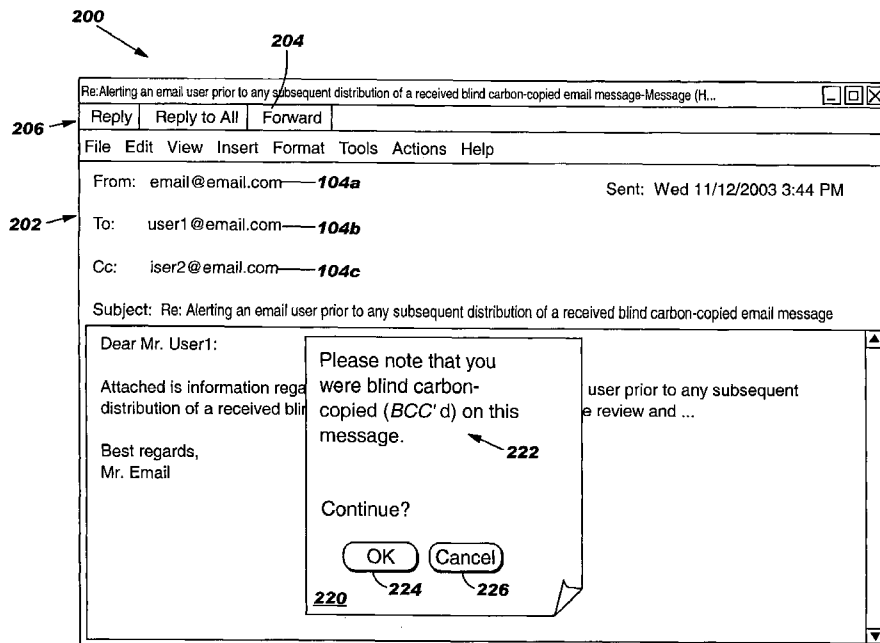 200
204
Re:Alerting an email user prior to any subsequent distribution of a received blind carbon-copied email message-Message (H...
206
Reply Reply to All Forward
File Edit View Insert Format Tools Actions Help
From: email@email.com 104a
Sent: Wed 11/12/2003 3:44 PM
202
To: user1@email.com 104b
Cc: iser2@email.com 104c
Subject: Re: Alerting an email user prior to any subsequent distribution of a received blind carbon-copied email message
Dear Mr. User1:
Attached is information rega user prior to any subsequent
distribution of a received blin e review and ...
Best regards,
Mr. Email
Please note that you
were blind carbon-
copied (BCC'd) on this
message.
222
Continue?
OK Cancel
224 226
220